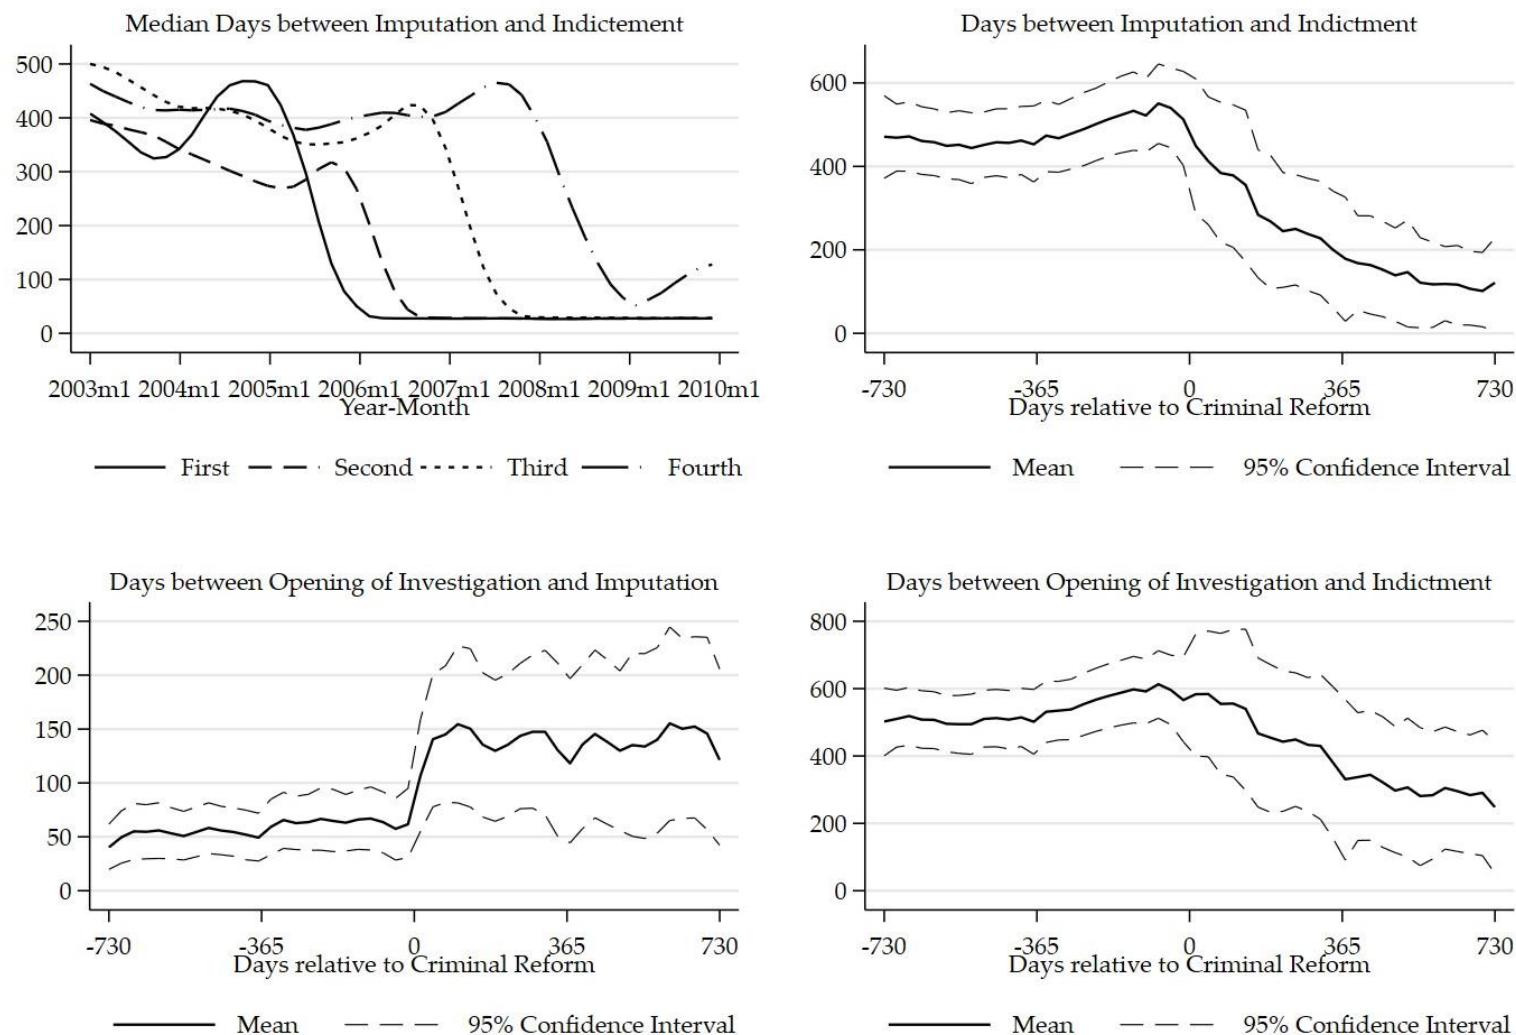 Median Days between Imputation and Indictement
500
400
300
200
100
0
2003m1 2004m1 2005m1 2006m1 2007m1 2008m1 2009m1 2010m1
Year-Month
First Second Third Fourth
Days between Imputation and Indictment
600
400
200
0
-730 -365 0 365 730
Days relative to Criminal Reform
Mean 95% Confidence Interval
Days between Opening of Investigation and Imputation
250
200
150
100
50
0
-730 -365 0 365 730
Days relative to Criminal Reform
Mean 95% Confidence Interval
Days between Opening of Investigation and Indictment
800
600
400
200
0
-730 -365 0 365 730
Days relative to Criminal Reform
Mean 95% Confidence Interval